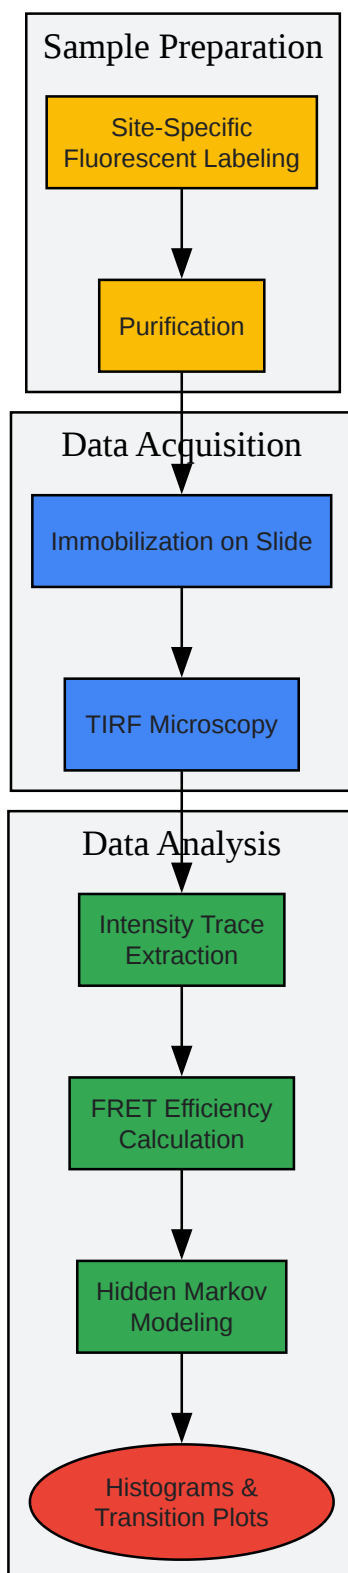 Sample Preparation
Site-Specific
Fluorescent Labeling
Purification
Data Acquisition
Immobilization on Slide
TIRF Microscopy
Data Analysis
Intensity Trace
Extraction
FRET Efficiency
Calculation
Hidden Markov
Modeling
Histograms &
Transition Plots